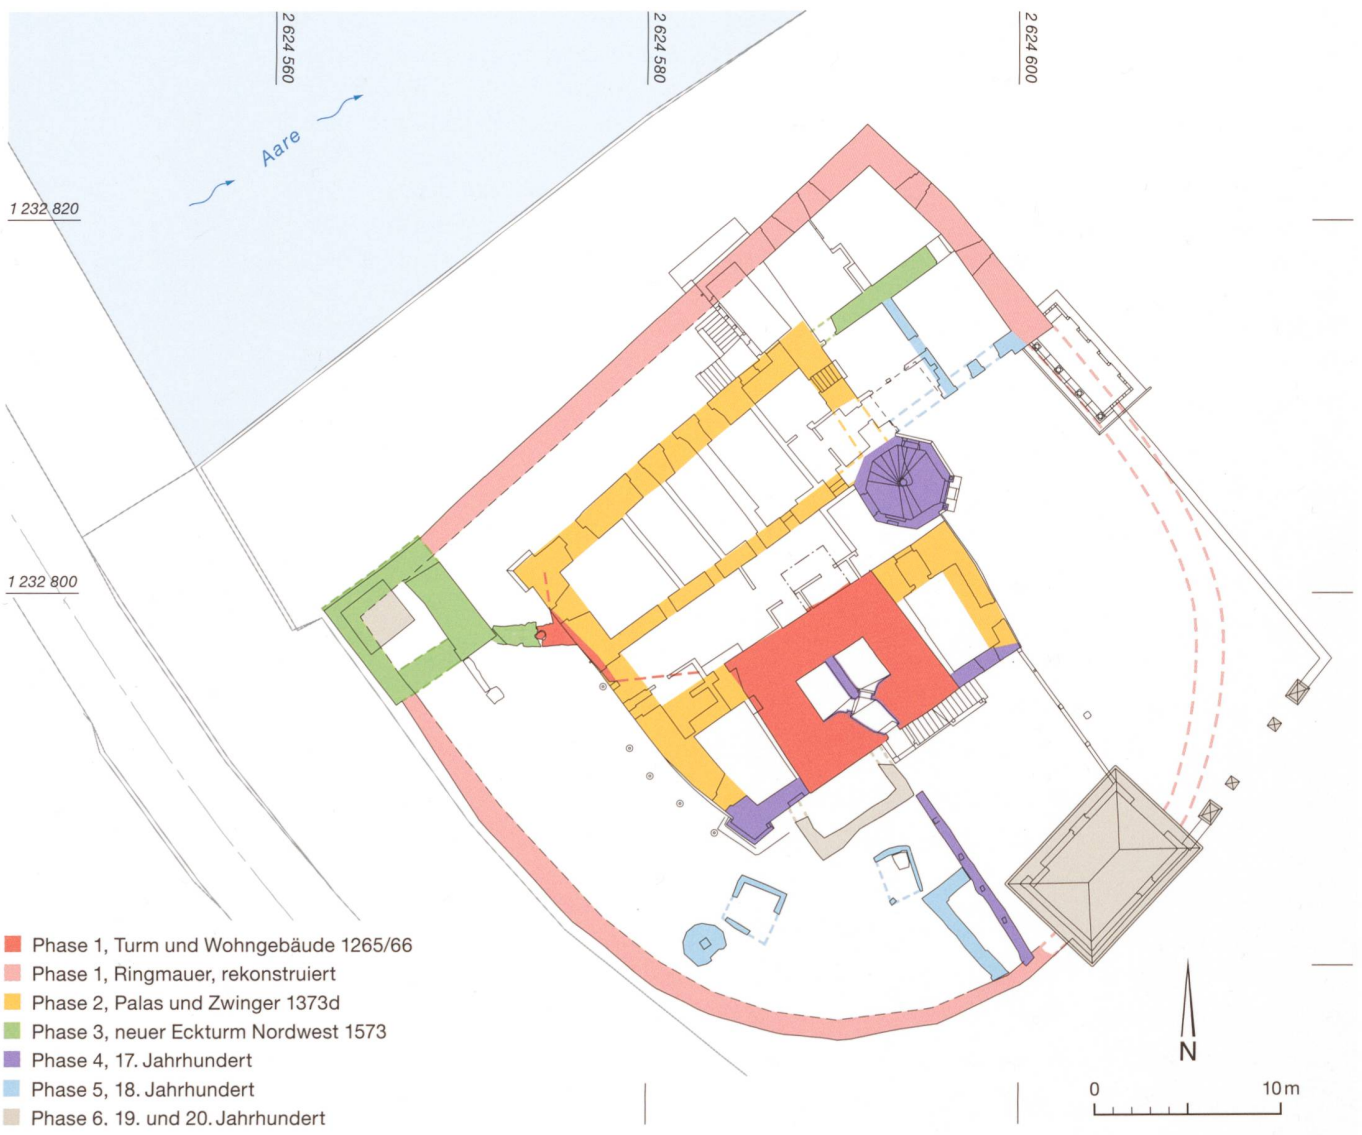 2 624 560
2 624 580
2 624 600
Aare
1 232 820
1 232 800
Phase 1, Turm und Wohngebäude 1265/66
Phase 1, Ringmauer, rekonstruiert
Phase 2, Palas und Zwinger 1373d
Phase 3, neuer Eckturm Nordwest 1573
Phase 4, 17. Jahrhundert
Phase 5, 18. Jahrhundert
Phase 6. 19. und 20. Jahrhundert
N
0 10 m